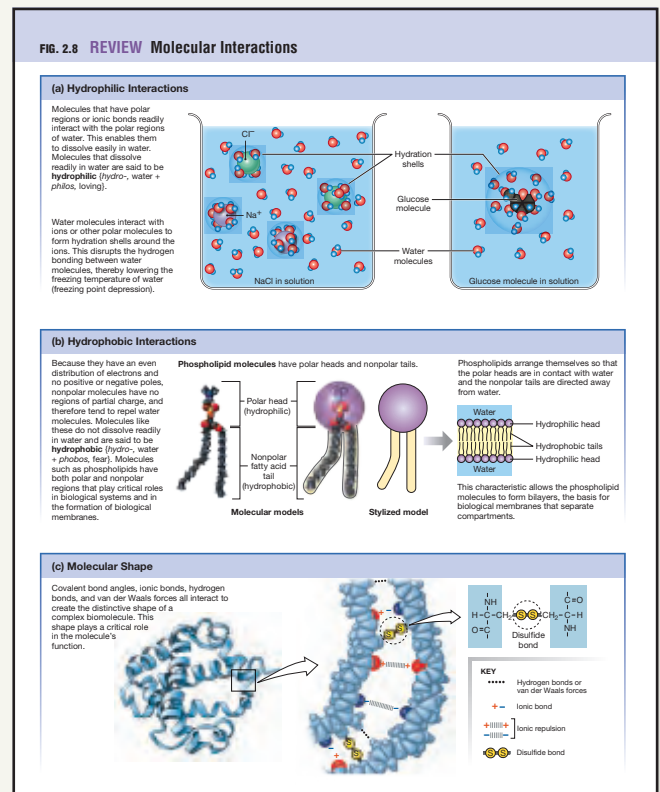 FIG. 2.8 REVIEW Molecular Interactions
(a) Hydrophilic Interactions
Molecules that have polar
regions or ionic bonds readily
interact with the polar regions
of water. This enables them
to dissolve easily in water.
Molecules that dissolve
readily in water are said to be
hydrophilic {hydro-, water +
philos, loving}.
Water molecules interact with
ions or other polar molecules to
form hydration shells around the
ions. This disrupts the hydrogen
bonding between water
molecules, thereby lowering the
freezing temperature of water
(freezing point depression).
Cl–
Na+
NaCl in solution
Hydration
shells
Glucose
molecule
Water
molecules
Glucose molecule in solution
(b) Hydrophobic Interactions
Because they have an even
distribution of electrons and
no positive or negative poles,
nonpolar molecules have no
regions of partial charge, and
therefore tend to repel water
molecules. Molecules like
these do not dissolve readily
in water and are said to be
hydrophobic {hydro-, water
+ phobos, fear}. Molecules
such as phospholipids have
both polar and nonpolar
regions that play critical roles
in biological systems and in
the formation of biological
membranes.
Phospholipid molecules have polar heads and nonpolar tails.
Polar head
(hydrophilic)
Nonpolar
fatty acid
tail
(hydrophobic)
Molecular models
Stylized model
Phospholipids arrange themselves so that
the polar heads are in contact with water
and the nonpolar tails are directed away
from water.
Water
Hydrophilic head
Hydrophobic tails
Hydrophilic head
Water
This characteristic allows the phospholipid
molecules to form bilayers, the basis for
biological membranes that separate
compartments.
(c) Molecular Shape
Covalent bond angles, ionic bonds, hydrogen
bonds, and van der Waals forces all interact to
create the distinctive shape of a
complex biomolecule. This
shape plays a critical role
in the molecule's
function.
+ –
S S
S S
– +
NH
H–C–CH2 S S CH2–C–H
O=C
C=O
NH
Disulfide
bond
KEY
Hydrogen bonds or
van der Waals forces
+ – Ionic bond
+ +
– –
Ionic repulsion
S S Disulfide bond